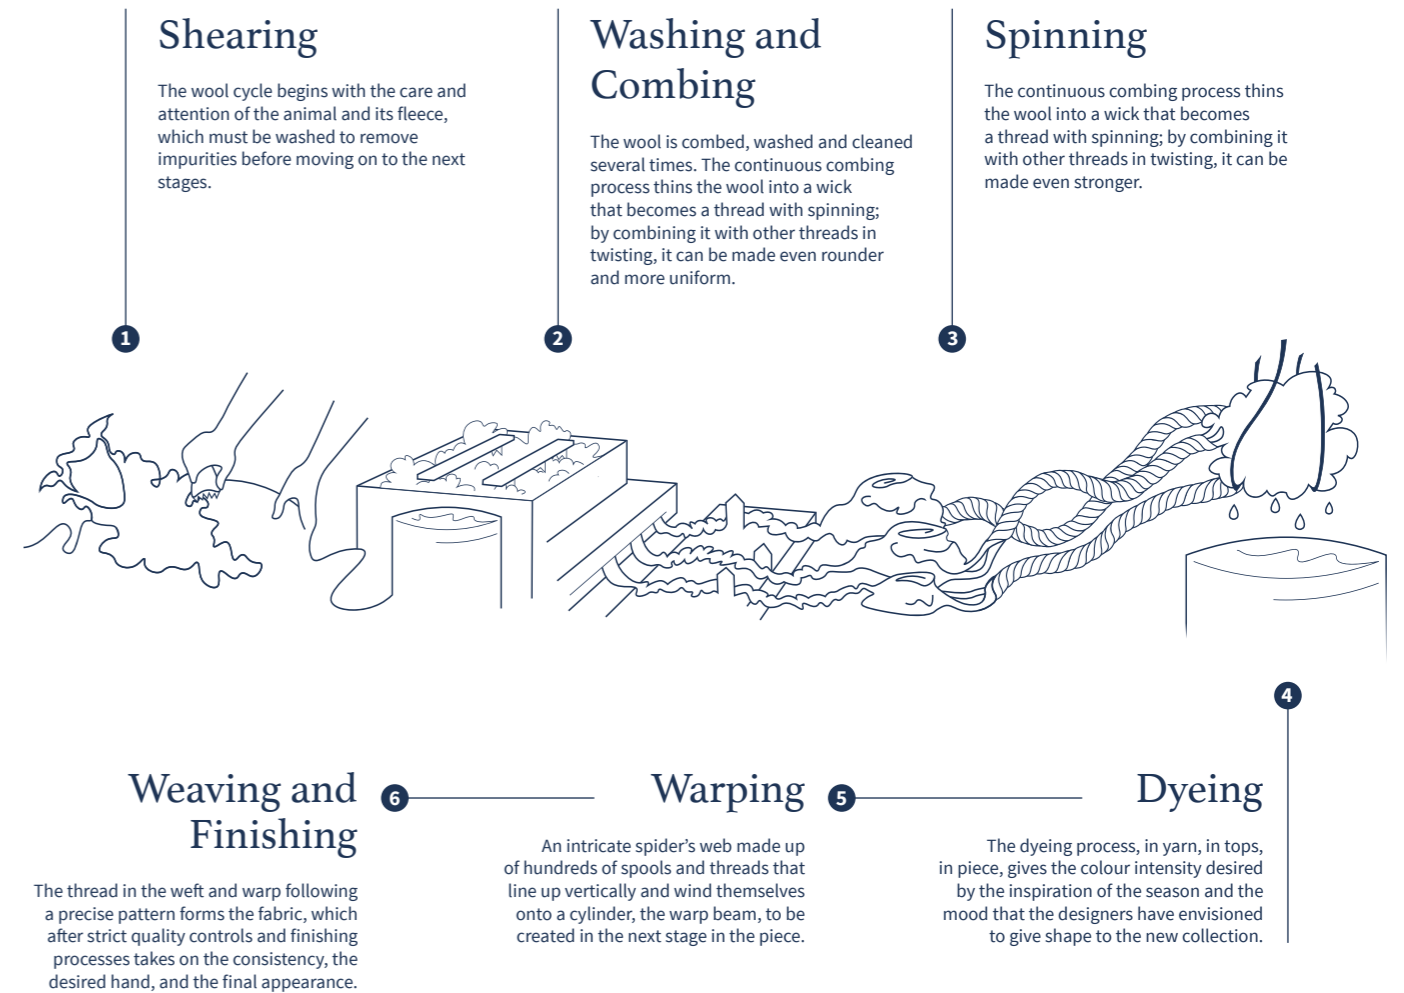 Shearing
The wool cycle begins with the care and
attention of the animal and its fleece,
which must be washed to remove
impurities before moving on to the next
stages.
1
Washing and
Combing
The wool is combed, washed and cleaned
several times. The continuous combing
process thins the wool into a wick
that becomes a thread with spinning;
by combining it with other threads in
twisting, it can be made even rounder
and more uniform.
2
Spinning
The continuous combing process thins
the wool into a wick that becomes
a thread with spinning; by combining it
with other threads in twisting, it can be
made even stronger.
3
4
Dyeing
The dyeing process, in yarn, in tops,
in piece, gives the colour intensity desired
by the inspiration of the season and the
mood that the designers have envisioned
to give shape to the new collection.
5
Warping
An intricate spider’s web made up
of hundreds of spools and threads that
line up vertically and wind themselves
onto a cylinder, the warp beam, to be
created in the next stage in the piece.
6
Weaving and
Finishing
The thread in the weft and warp following
a precise pattern forms the fabric, which
after strict quality controls and finishing
processes takes on the consistency, the
desired hand, and the final appearance.